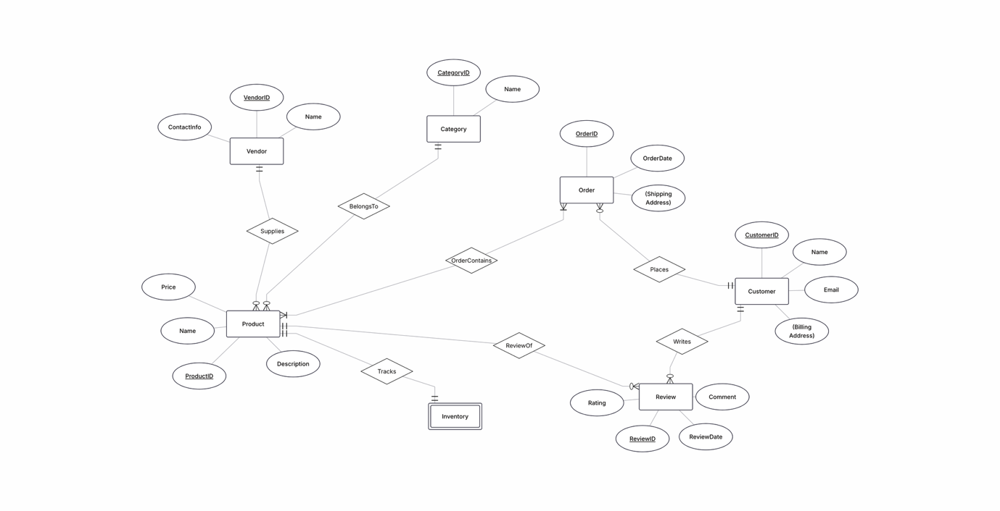 CategoryID
Name
VendorID
Name
ContactInfo
Category
OrderID
Vendor
OrderDate
Order
(Shipping
Address)
BelongsTo
Supplies
CustomerID
Name
OrderContains
Places
Price
Customer
Email
Product
Name
(Billing
Address)
Writes
ReviewOf
Description
ProductID
Tracks
Review
Comment
Rating
Inventory
ReviewID
ReviewDate